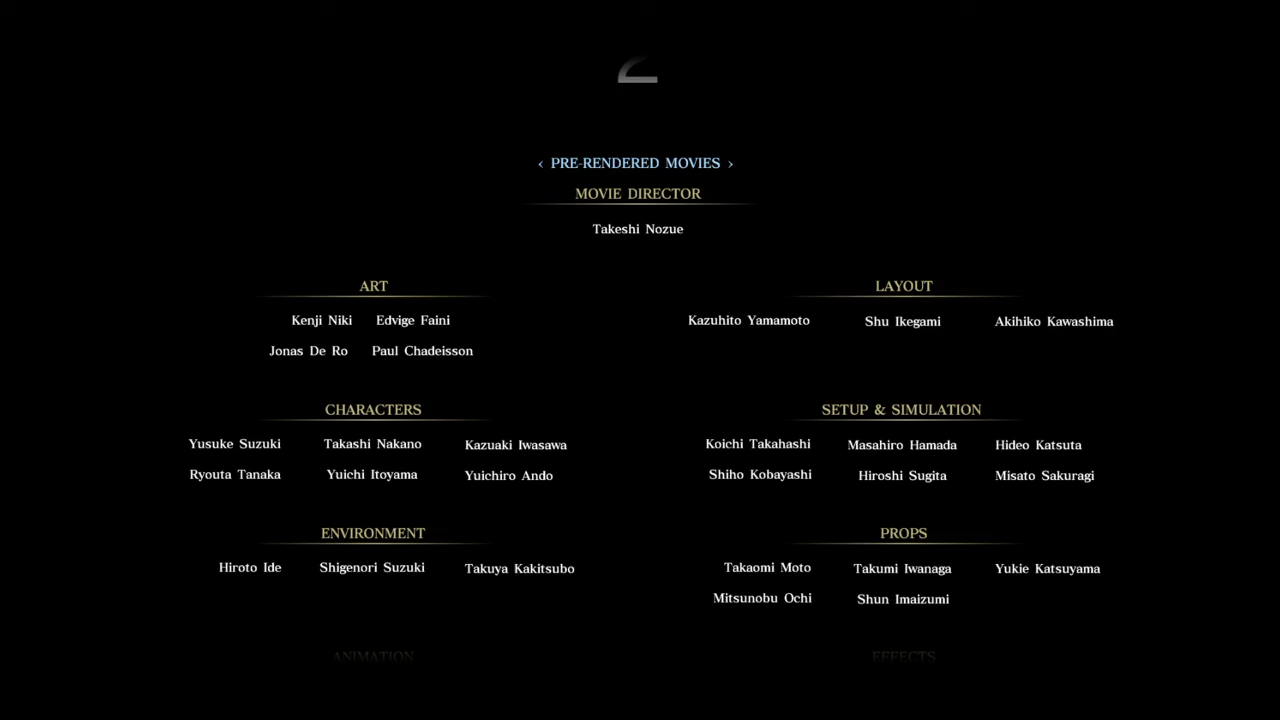 ‹ PRE-RENDERED MOVIES ›
MOVIE DIRECTOR
Takeshi Nozue
ART
Kenji Niki Edvige Faini
Jonas De Ro Paul Chadeisson
LAYOUT
Kazuhito Yamamoto Shu Ikegami Akihiko Kawashima
CHARACTERS
Yusuke Suzuki Takashi Nakano Kazuaki Iwasawa
Ryouta Tanaka Yuichi Itoyama Yuichiro Ando
SETUP & SIMULATION
Koichi Takahashi Masahiro Hamada Hideo Katsuta
Shiho Kobayashi Hiroshi Sugita Misato Sakuragi
ENVIRONMENT
Hiroto Ide Shigenori Suzuki Takuya Kakitsubo
PROPS
Takaomi Moto Takumi Iwanaga Yukie Katsuyama
Mitsunobu Ochi Shun Imaizumi
ANIMATION
EFFECTS